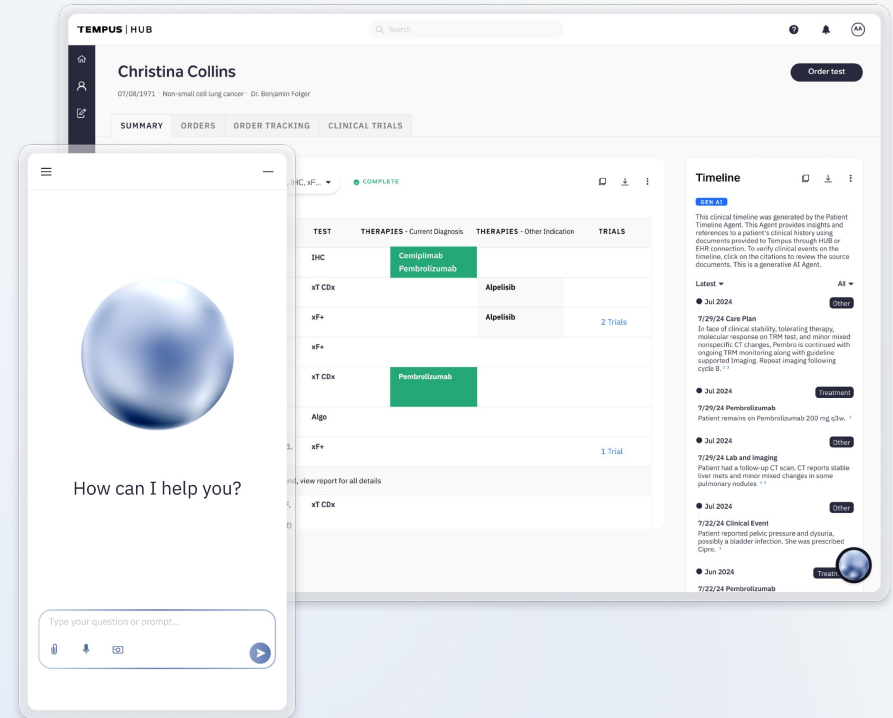 TEMPUS | HUB
Search
AA
Christina Collins
Order test
07/08/1971 · Non-small cell lung cancer · Dr. Benjamin Folger
SUMMARY ORDERS ORDER TRACKING CLINICAL TRIALS
IHC, xF... COMPLETE
TEST THERAPIES - Current Diagnosis THERAPIES - Other Indication TRIALS
IHC Cemiplimab
Pembrolizumab
xT CDx Alpelisib
xF+ Alpelisib 2 Trials
xF+
xT CDx Pembrolizumab
Algo
1, xF+ 1 Trial
view report for all details
xT CDx
Timeline
GEN AI
This clinical timeline was generated by the Patient
Timeline Agent. This Agent provides insights and
references to a patient's clinical history using
documents provided to Tempus through HUB or
EHR connection. To verify clinical events on the
timeline, click on the citations to review the source
documents. This is a generative AI Agent.
Latest All
Jul 2024 Other
7/29/24 Care Plan
In face of clinical stability, tolerating therapy,
molecular response on TRM test, and minor mixed
nonspecific CT changes, Pembro is continued with
ongoing TRM monitoring along with guideline
supported Imaging. Repeat imaging following
cycle 8.
Jul 2024 Treatment
7/29/24 Pembrolizumab
Patient remains on Pembrolizumab 200 mg q3w.
Jul 2024 Other
7/29/24 Lab and imaging
Patient had a follow-up CT scan. CT reports stable
liver mets and minor mixed changes in some
pulmonary nodules
Jul 2024 Other
7/22/24 Clinical Event
Patient reported pelvic pressure and dysuria,
possibly a bladder infection. She was prescribed
Cipro.
Jun 2024 Treatn
7/22/24 Pembrolizumab
How can I help you?
Type your question or prompt...